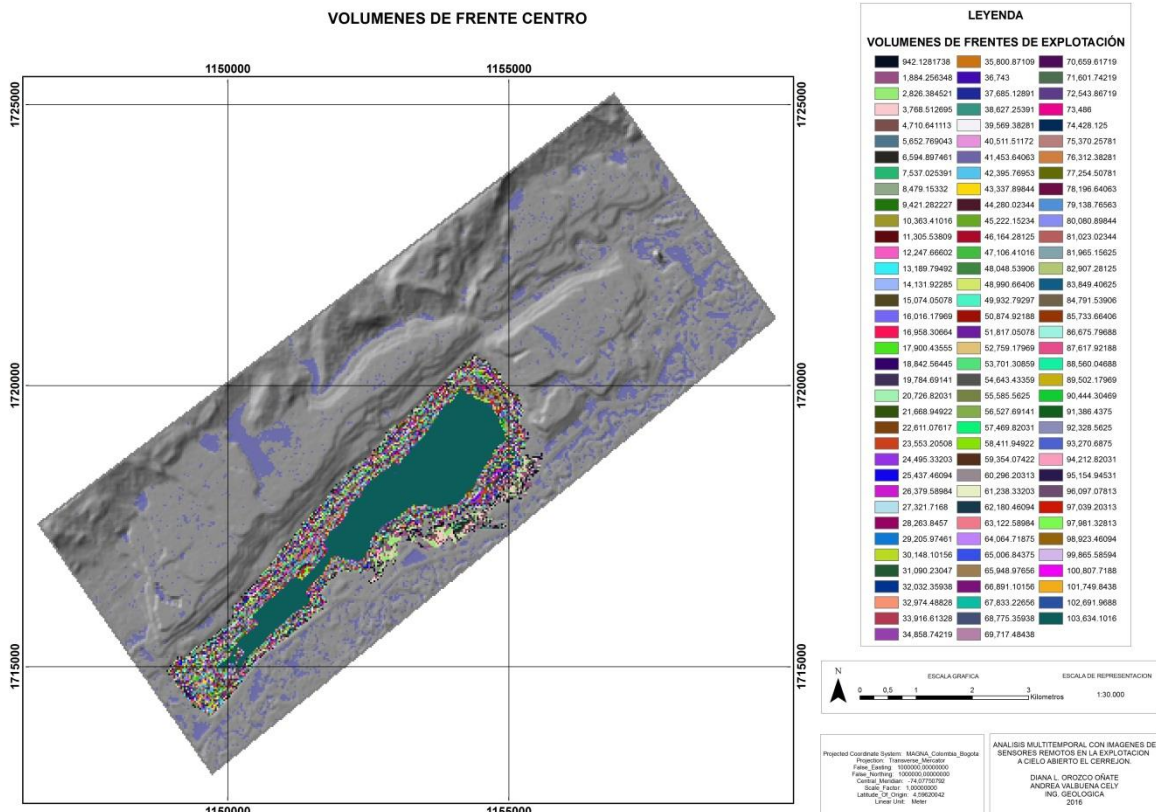 VOLUMENES DE FRENTE CENTRO
1150000 1155000
1725000 1725000
1720000 1720000
1715000 1715000
1150000 1155000
LEYENDA
VOLUMENES DE FRENTES DE EXPLOTACIÓN
942.1281738 35,800.87109 70,659.61719
1,884.256348 36,743 71,601.74219
2,826.384521 37,685.12891 72,543.86719
3,768.512695 38,627.25391 73,486
4,710.641113 39,569.38281 74,428.125
5,652.769043 40,511.51172 75,370.25781
6,594.897461 41,453.64063 76,312.38281
7,537.025391 42,395.76953 77,254.50781
8,479.15332 43,337.89844 78,196.64063
9,421.282227 44,280.02344 79,138.76563
10,363.41016 45,222.15234 80,080.89844
11,305.53809 46,164.28125 81,023.02344
12,247.66602 47,106.41016 81,965.15625
13,189.79492 48,048.53906 82,907.28125
14,131.92285 48,990.66406 83,849.40625
15,074.05078 49,932.79297 84,791.53906
16,016.17969 50,874.92188 85,733.66406
16,958.30664 51,817.05078 86,675.79688
17,900.43555 52,759.17969 87,617.92188
18,842.56445 53,701.30859 88,560.04688
19,784.69141 54,643.43359 89,502.17969
20,726.82031 55,585.5625 90,444.30469
21,668.94922 56,527.69141 91,386.4375
22,611.07617 57,469.82031 92,328.5625
23,553.20508 58,411.94922 93,270.6875
24,495.33203 59,354.07422 94,212.82031
25,437.46094 60,296.20313 95,154.94531
26,379.58984 61,238.33203 96,097.07813
27,321.7168 62,180.46094 97,039.20313
28,263.8457 63,122.58984 97,981.32813
29,205.97461 64,064.71875 98,923.46094
30,148.10156 65,006.84375 99,865.58594
31,090.23047 65,948.97656 100,807.7188
32,032.35938 66,891.10156 101,749.8438
32,974.48828 67,833.22656 102,691.9688
33,916.61328 68,775.35938 103,634.1016
34,858.74219 69,717.48438
N
ESCALA GRAFICA ESCALA DE REPRESENTACION
0 0,5 1 2 3 Kilometros 1:30.000
Projected Coordinate System: MAGNA_Colombia_Bogota
Projection: Transverse_Mercator
False_Easting: 1000000,00000000
False_Northing: 1000000,00000000
Central_Meridian: -74,07750792
Scale_Factor: 1,00000000
Latitude_Of_Origin: 4,59620042
Linear Unit: Meter
ANALISIS MULTITEMPORAL CON IMAGENES DE
SENSORES REMOTOS EN LA EXPLOTACION
A CIELO ABIERTO EL CERREJON.
DIANA L. OROZCO OÑATE
ANDREA VALBUENA CELY
ING. GEOLOGICA
2016